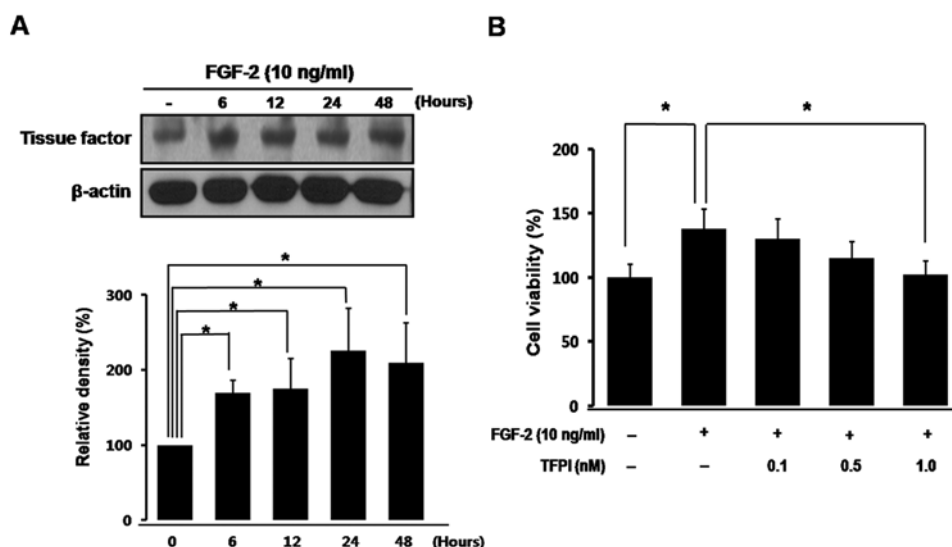 A
FGF-2 (10 ng/ml)
– 6 12 24 48 (Hours)
Tissue factor
β-actin
* 
*
*
*
Relative density (%)
300
200
100
0
0 6 12 24 48 (Hours)
B
* *
Cell viability (%)
200
150
100
50
0
FGF-2 (10 ng/ml) – + + + +
TFPI (nM) – – 0.1 0.5 1.0